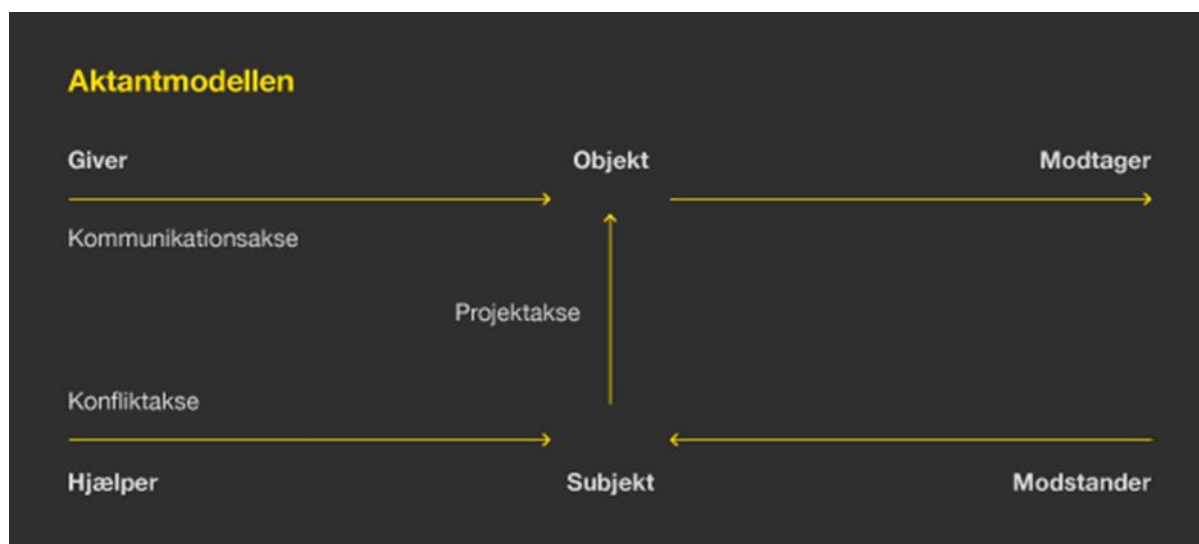 Aktantmodellen
Giver Objekt Modtager
Kommunikationsakse
Projektakse
Konfliktakse
Hjælper Subjekt Modstander